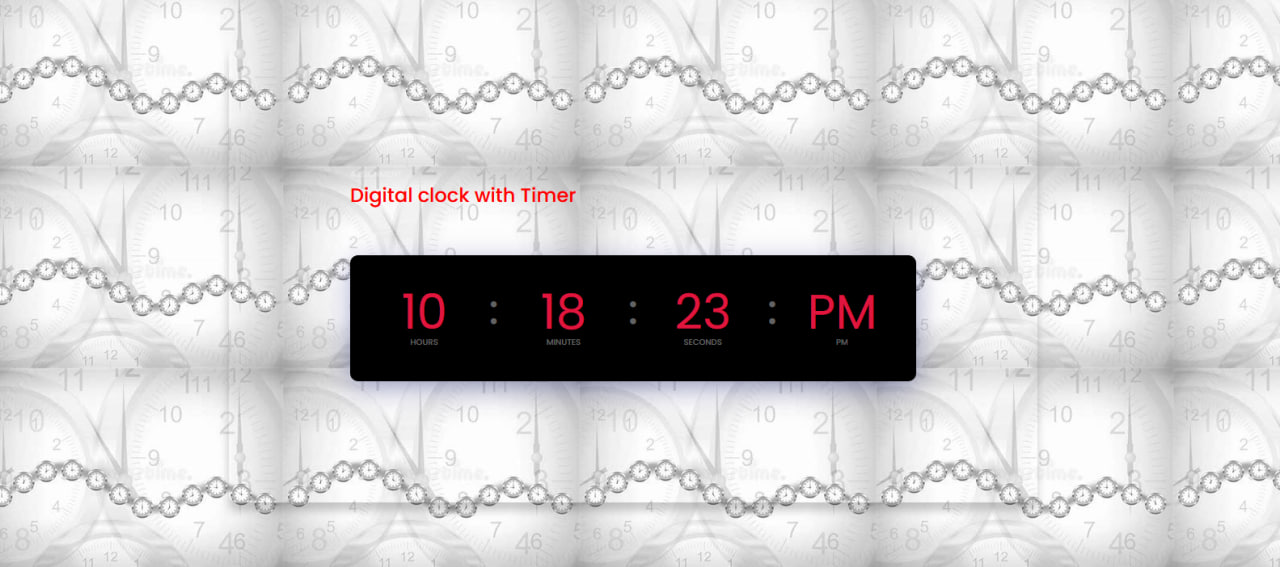 Digital clock with Timer
10 : 18 : 23 : PM
HOURS MINUTES SECONDS PM